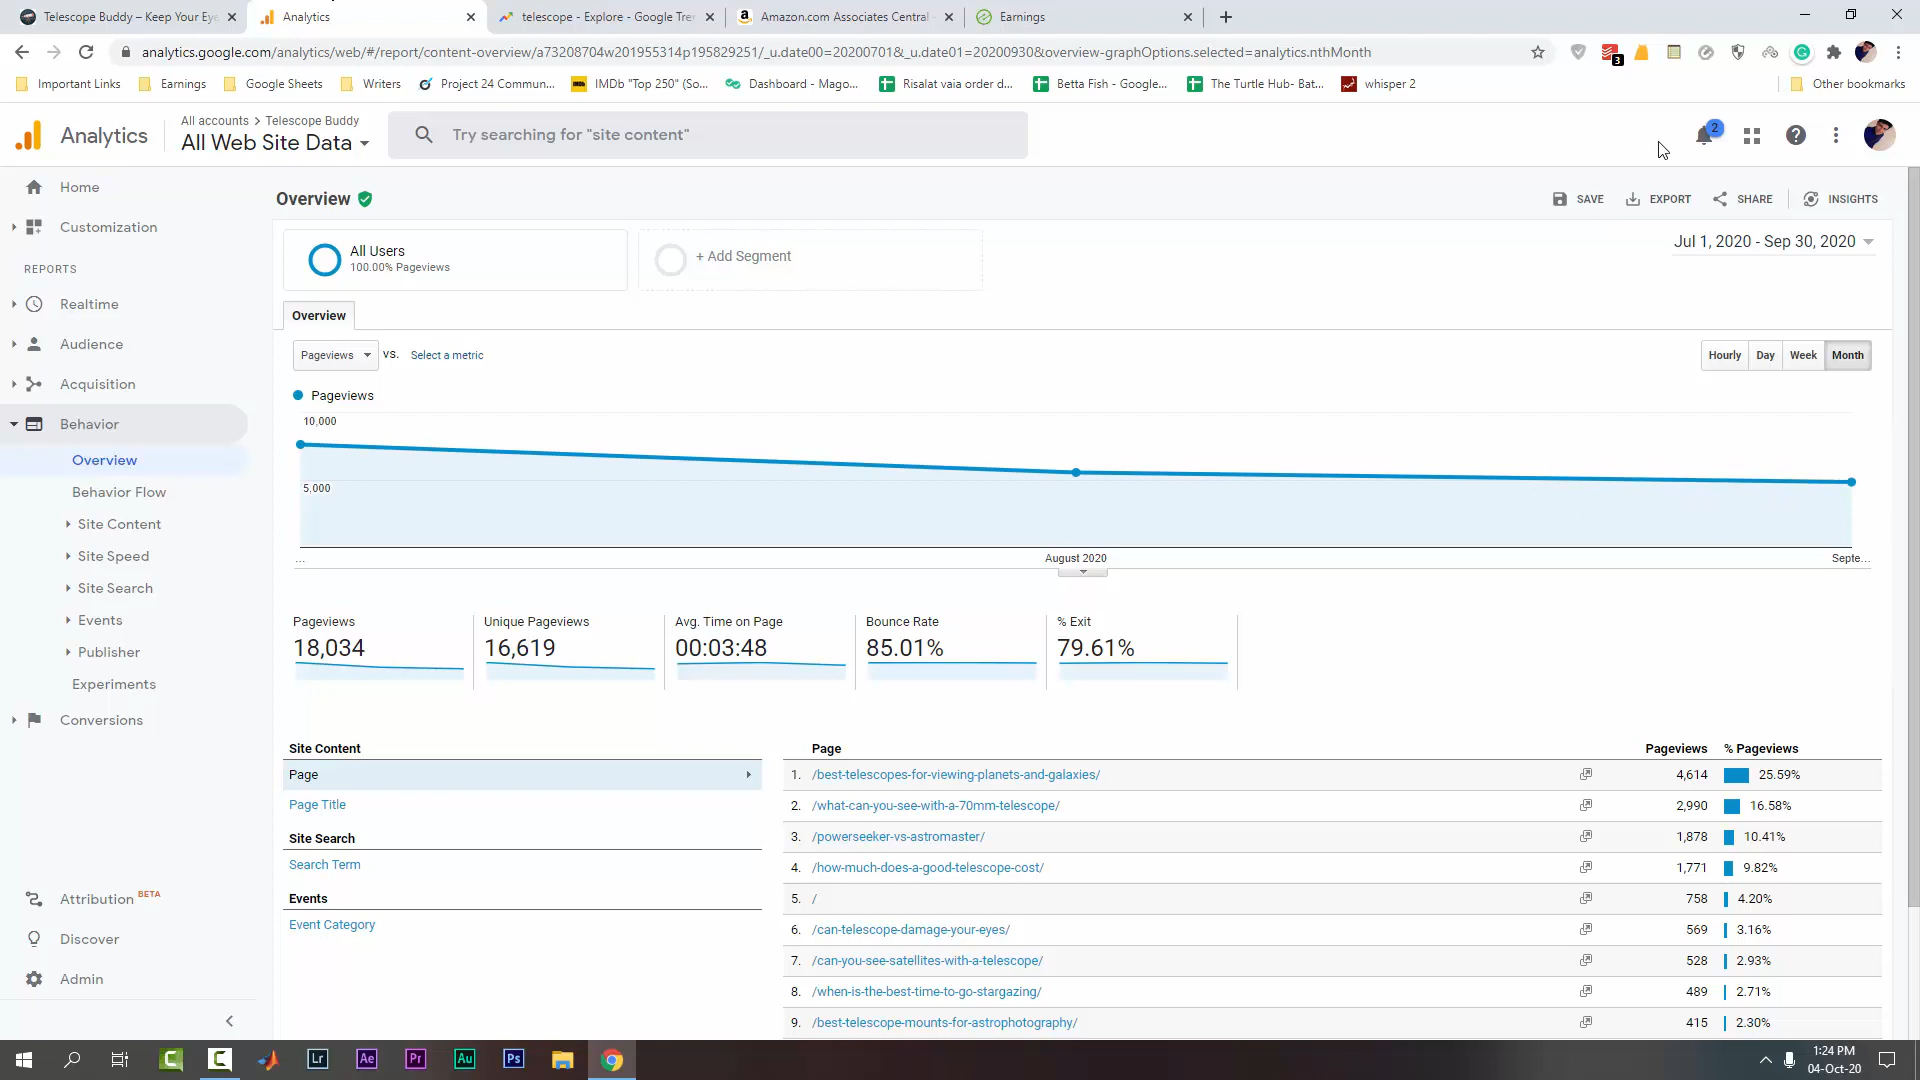 Telescope Buddy – Keep Your Eye
Analytics
telescope - Explore - Google Tre
Amazon.com Associates Central -
Earnings
analytics.google.com/analytics/web/#/report/content-overview/a73208704w201955314p195829251/_u.date00=20200701&_u.date01=20200930&overview-graphOptions.selected=analytics.nthMonth
3
Important Links
Earnings
Google Sheets
Writers
Project 24 Commun...
IMDb "Top 250" (So...
Dashboard - Mago...
Risalat vaia order d...
Betta Fish - Google...
The Turtle Hub- Bat...
whisper 2
Other bookmarks
Analytics
All accounts > Telescope Buddy
All Web Site Data
Try searching for "site content"
2
Home
Customization
REPORTS
Realtime
Audience
Acquisition
Behavior
Overview
Behavior Flow
Site Content
Site Speed
Site Search
Events
Publisher
Experiments
Conversions
Attribution BETA
Discover
Admin
Overview
SAVE
EXPORT
SHARE
INSIGHTS
All Users
100.00% Pageviews
+ Add Segment
Jul 1, 2020 - Sep 30, 2020
Overview
Pageviews
VS.
Select a metric
Hourly
Day
Week
Month
Pageviews
10,000
5,000
...
August 2020
Septe...
Pageviews
18,034
Unique Pageviews
16,619
Avg. Time on Page
00:03:48
Bounce Rate
85.01%
% Exit
79.61%
Site Content
Page
Page Title
Site Search
Search Term
Events
Event Category
Page Pageviews % Pageviews
1. /best-telescopes-for-viewing-planets-and-galaxies/ 4,614 25.59%
2. /what-can-you-see-with-a-70mm-telescope/ 2,990 16.58%
3. /powerseeker-vs-astromaster/ 1,878 10.41%
4. /how-much-does-a-good-telescope-cost/ 1,771 9.82%
5. / 758 4.20%
6. /can-telescope-damage-your-eyes/ 569 3.16%
7. /can-you-see-satellites-with-a-telescope/ 528 2.93%
8. /when-is-the-best-time-to-go-stargazing/ 489 2.71%
9. /best-telescope-mounts-for-astrophotography/ 415 2.30%
Lr
Ae
Pr
Au
Ps
1:24 PM
04-Oct-20